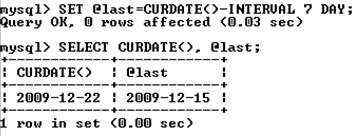 mysql> SET @last=CURDATE()-INTERVAL 7 DAY;
Query OK, 0 rows affected (0.03 sec)
mysql> SELECT CURDATE(), @last;
+------------+------------+
| CURDATE()  | @last      |
+------------+------------+
| 2009-12-22 | 2009-12-15 |
+------------+------------+
1 row in set (0.00 sec)